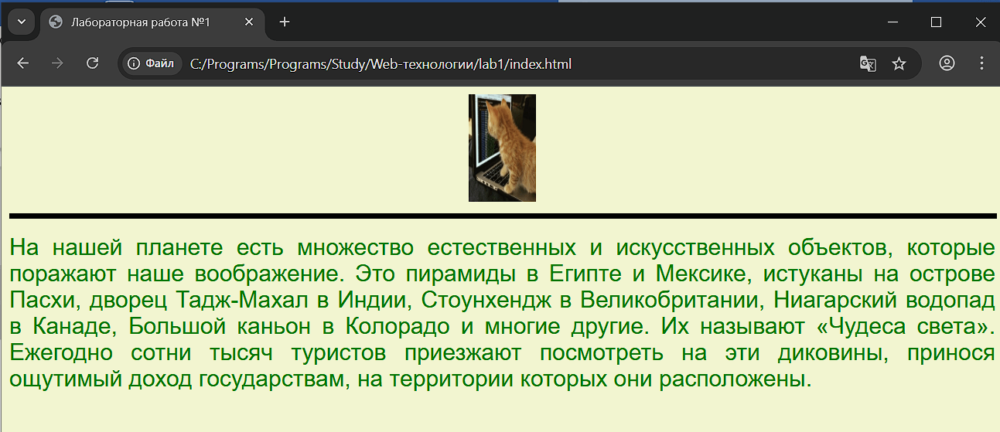 Лабораторная работа №1
Файл
C:/Programs/Programs/Study/Web-технологии/lab1/index.html
На нашей планете есть множество естественных и искусственных объектов, которые
поражают наше воображение. Это пирамиды в Египте и Мексике, истуканы на острове
Пасхи, дворец Тадж-Махал в Индии, Стоунхендж в Великобритании, Ниагарский водопад
в Канаде, Большой каньон в Колорадо и многие другие. Их называют «Чудеса света».
Ежегодно сотни тысяч туристов приезжают посмотреть на эти диковины, принося
ощутимый доход государствам, на территории которых они расположены.